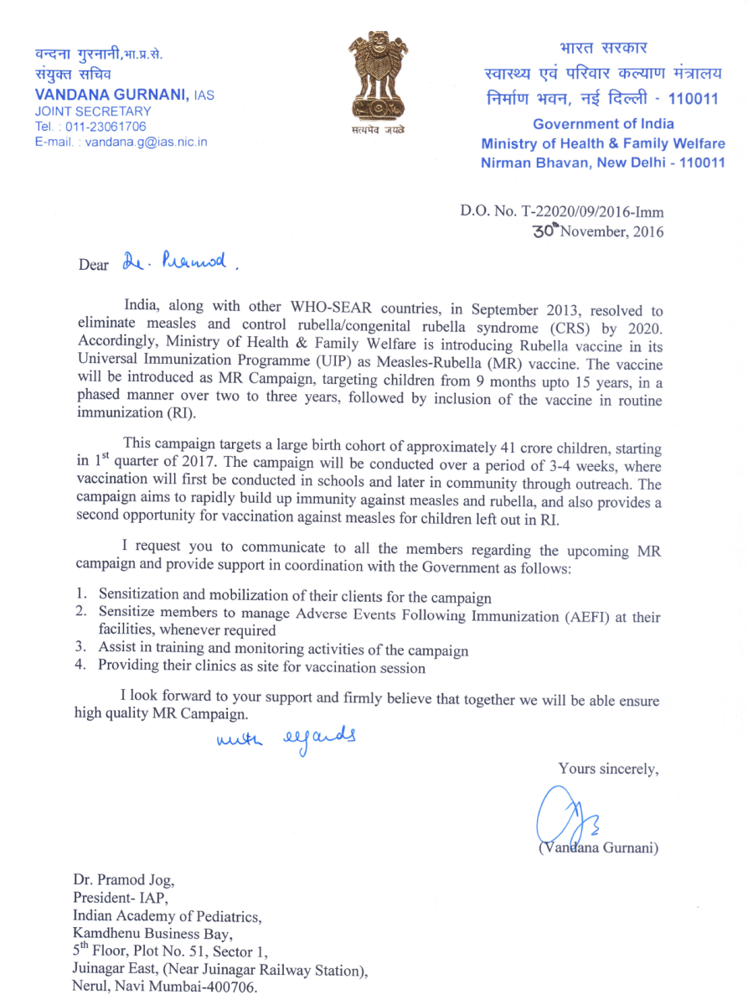 वन्दना गुरनानी,भा.प्र.से.
संयुक्त सचिव
VANDANA GURNANI, IAS
JOINT SECRETARY
Tel. : 011-23061706
E-mail. : vandana.g@ias.nic.in
सत्यमेव जयते
भारत सरकार
स्वास्थ्य एवं परिवार कल्याण मंत्रालय
निर्माण भवन, नई दिल्ली - 110011
Government of India
Ministry of Health & Family Welfare
Nirman Bhavan, New Delhi - 110011
D.O. No. T-22020/09/2016-Imm
30th November, 2016
Dear Dr. Pramod,
India, along with other WHO-SEAR countries, in September 2013, resolved to
eliminate measles and control rubella/congenital rubella syndrome (CRS) by 2020.
Accordingly, Ministry of Health & Family Welfare is introducing Rubella vaccine in its
Universal Immunization Programme (UIP) as Measles-Rubella (MR) vaccine. The vaccine
will be introduced as MR Campaign, targeting children from 9 months upto 15 years, in a
phased manner over two to three years, followed by inclusion of the vaccine in routine
immunization (RI).
This campaign targets a large birth cohort of approximately 41 crore children, starting
in 1st quarter of 2017. The campaign will be conducted over a period of 3-4 weeks, where
vaccination will first be conducted in schools and later in community through outreach. The
campaign aims to rapidly build up immunity against measles and rubella, and also provides a
second opportunity for vaccination against measles for children left out in RI.
I request you to communicate to all the members regarding the upcoming MR
campaign and provide support in coordination with the Government as follows:
1. Sensitization and mobilization of their clients for the campaign
2. Sensitize members to manage Adverse Events Following Immunization (AEFI) at their
facilities, whenever required
3. Assist in training and monitoring activities of the campaign
4. Providing their clinics as site for vaccination session
I look forward to your support and firmly believe that together we will be able ensure
high quality MR Campaign.
with regards
Yours sincerely,
(Vandana Gurnani)
Dr. Pramod Jog,
President- IAP,
Indian Academy of Pediatrics,
Kamdhenu Business Bay,
5th Floor, Plot No. 51, Sector 1,
Juinagar East, (Near Juinagar Railway Station),
Nerul, Navi Mumbai-400706.